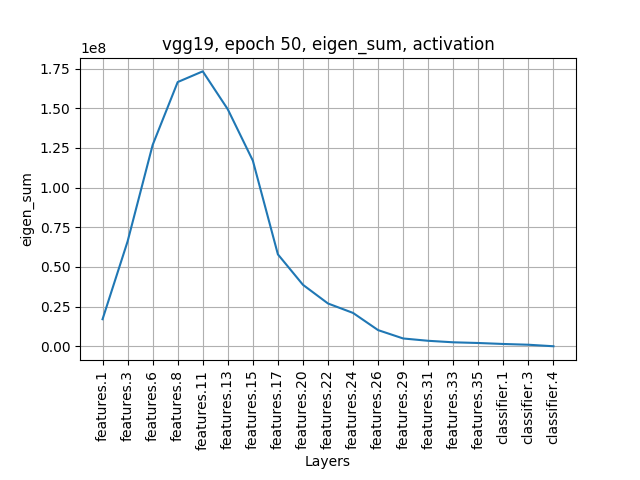 vgg19, epoch 50, eigen_sum, activation
1e8
1.75
1.50
1.25
1.00
0.75
0.50
0.25
0.00
eigen_sum
features.1
features.3
features.6
features.8
features.11
features.13
features.15
features.17
features.20
features.22
features.24
features.26
features.29
features.31
features.33
features.35
classifier.1
classifier.3
classifier.4
Layers